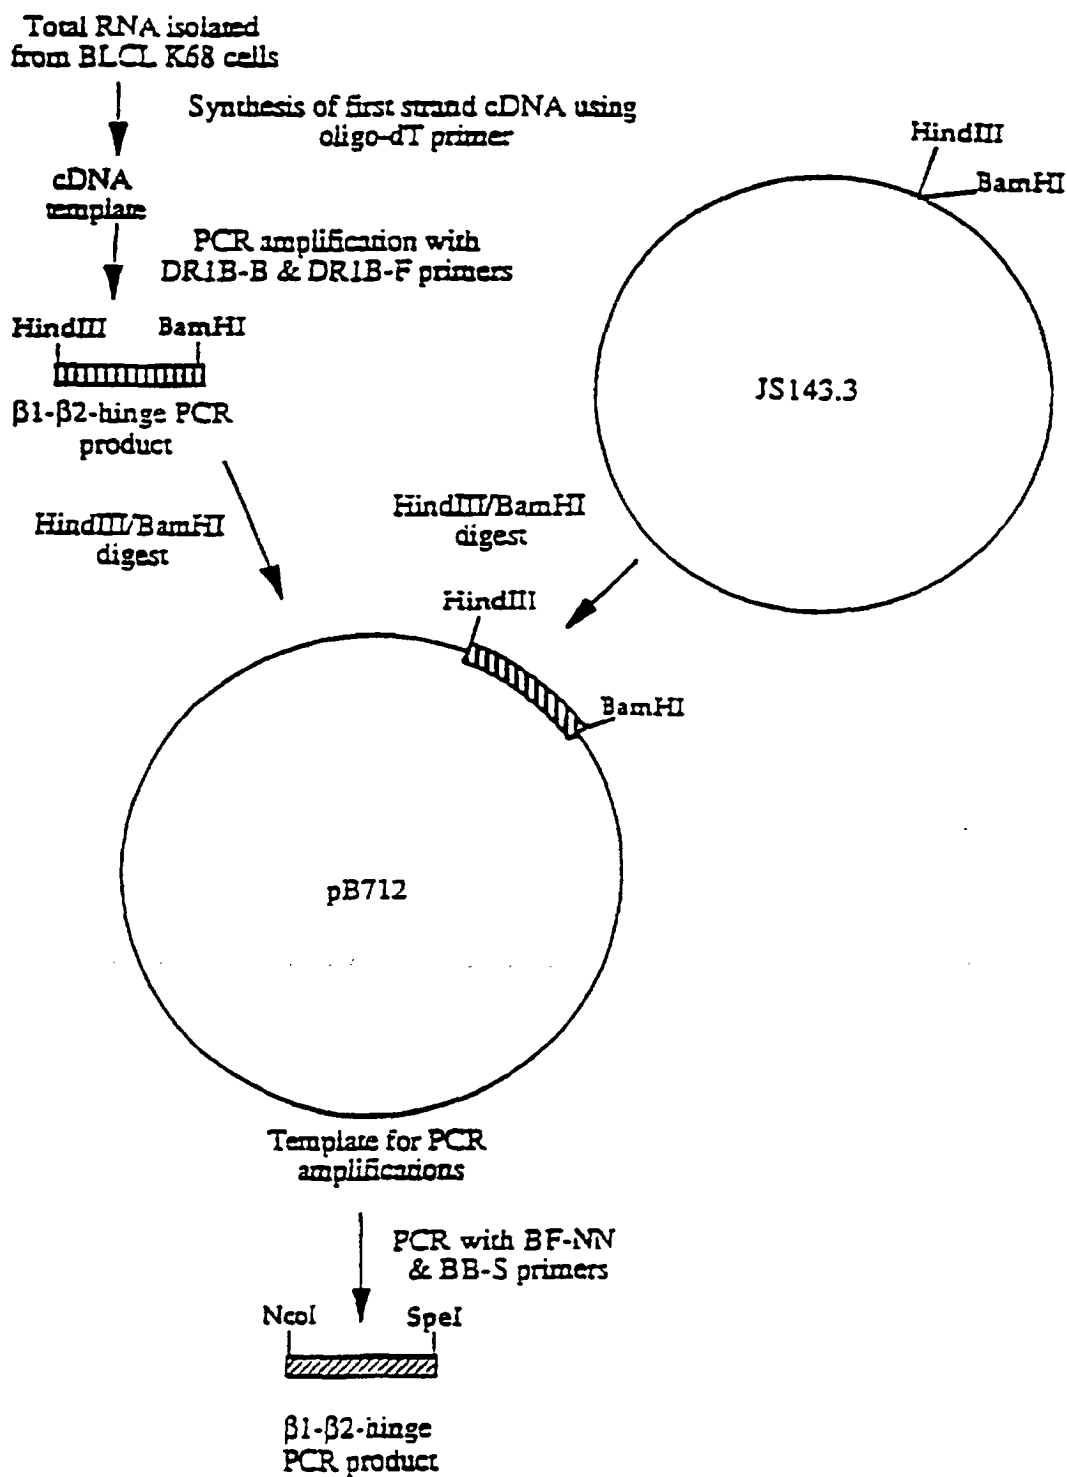 Total RNA isolated
from BLCL K68 cells
Synthesis of first strand cDNA using
oligo-dT primer
cDNA
template
PCR amplification with
DR1B-B & DR1B-F primers
HindIII
BamHI
β1-β2-hinge PCR
product
HindIII
BamHI
JS143.3
HindIII/BamHI
digest
HindIII/BamHI
digest
HindIII
BamHI
pB712
Template for PCR
amplifications
PCR with BF-NN
& BB-S primers
NcoI
SpeI
β1-β2-hinge
PCR product